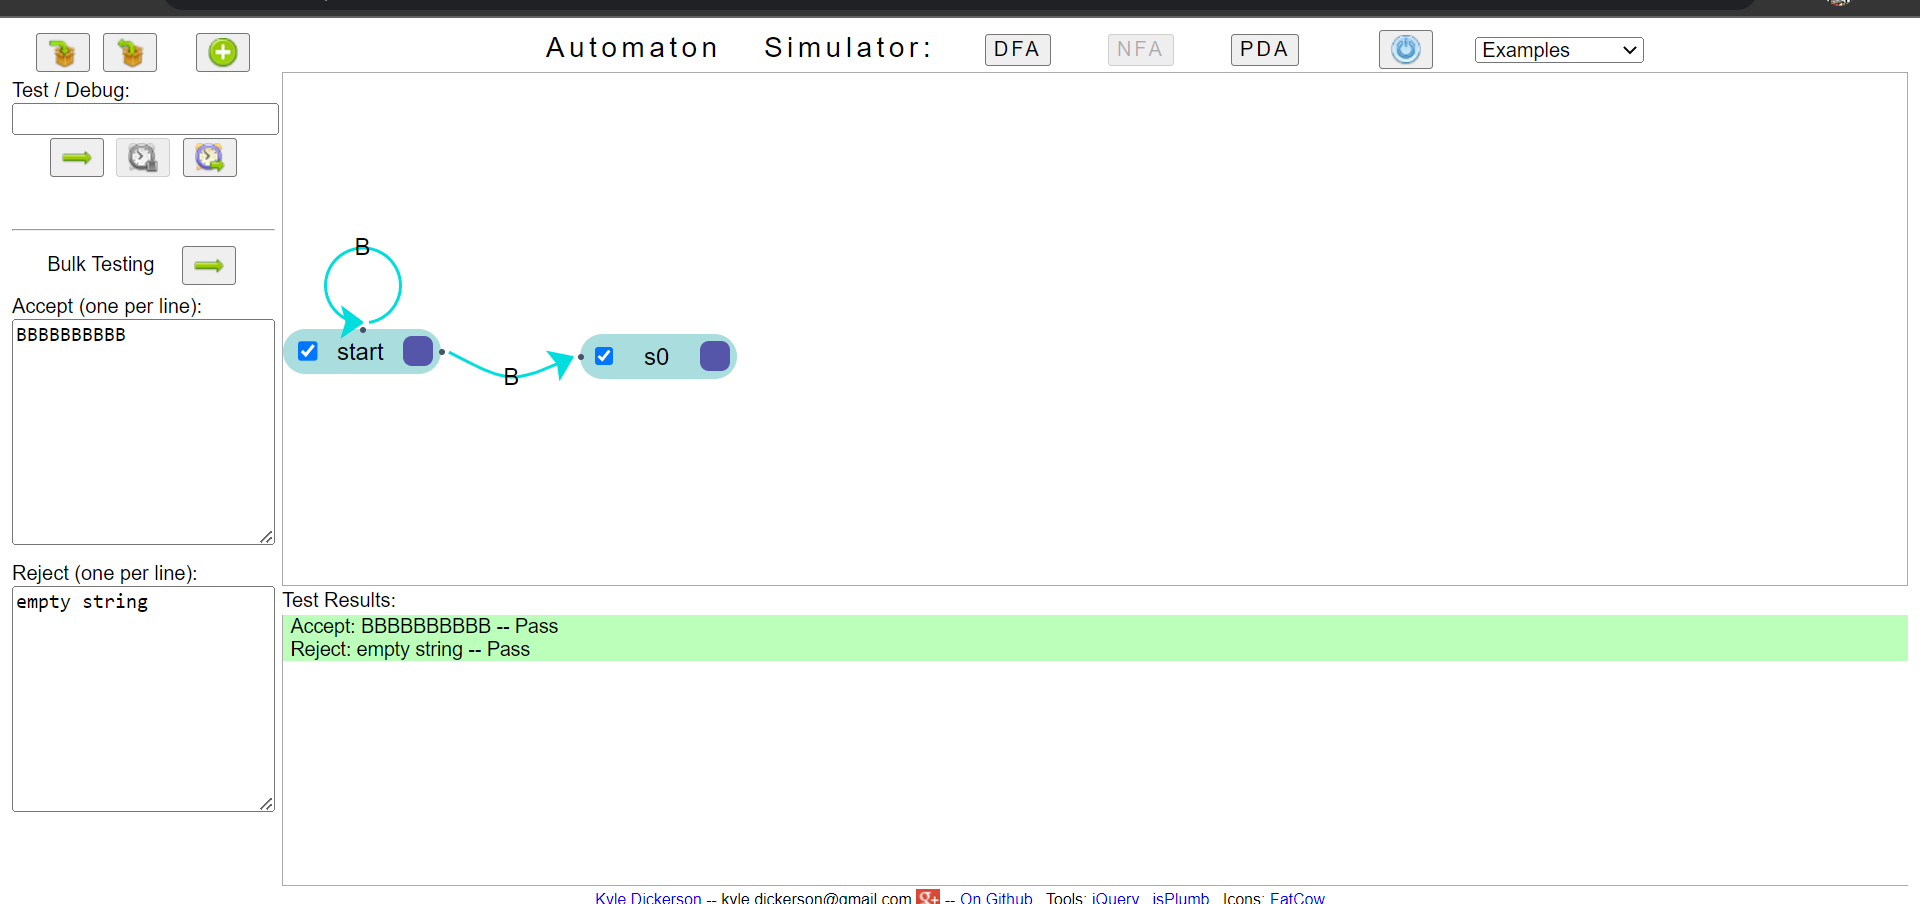 Automaton Simulator: DFA NFA PDA Examples
Test / Debug:
Bulk Testing
Accept (one per line):
BBBBBBBBBB
Reject (one per line):
empty string
B
start
B
s0
Test Results:
Accept: BBBBBBBBBB -- Pass
Reject: empty string -- Pass
Kyle Dickerson -- kyle.dickerson@gmail.com g+ -- On Github Tools: jQuery jsPlumb Icons: FatCow